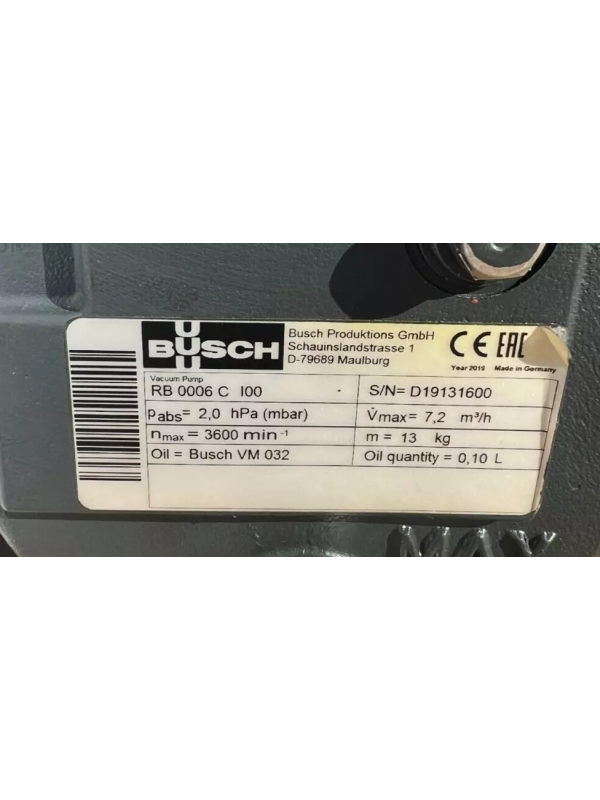 BUSCH
Busch Produktions GmbH
Schauinslandstrasse 1
D-79689 Maulburg
CE EAC
Year 2019 Made in Germany
Vacuum Pump
RB 0006 C I00
S/N= D19131600
Pabs= 2,0 hPa (mbar)
V̇max= 7,2 m³/h
nmax= 3600 min-1
m = 13 kg
Oil = Busch VM 032
Oil quantity = 0,10 L
MAX